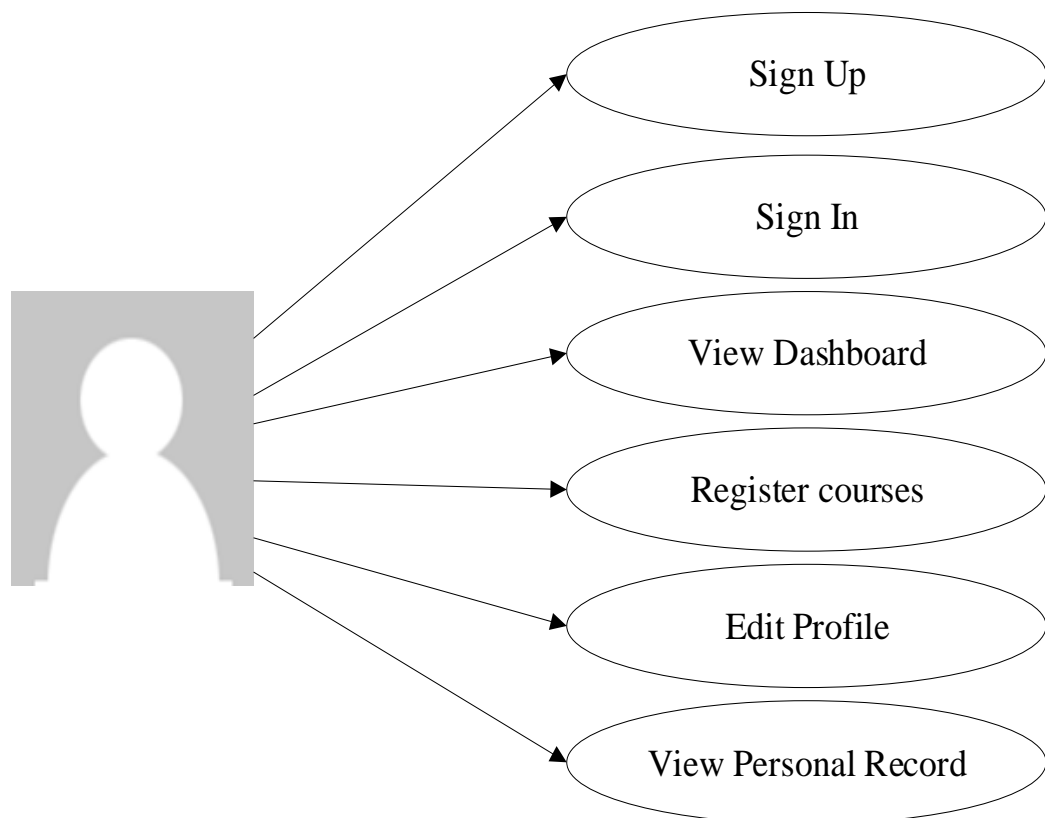 Sign Up
Sign In
View Dashboard
Register courses
Edit Profile
View Personal Record